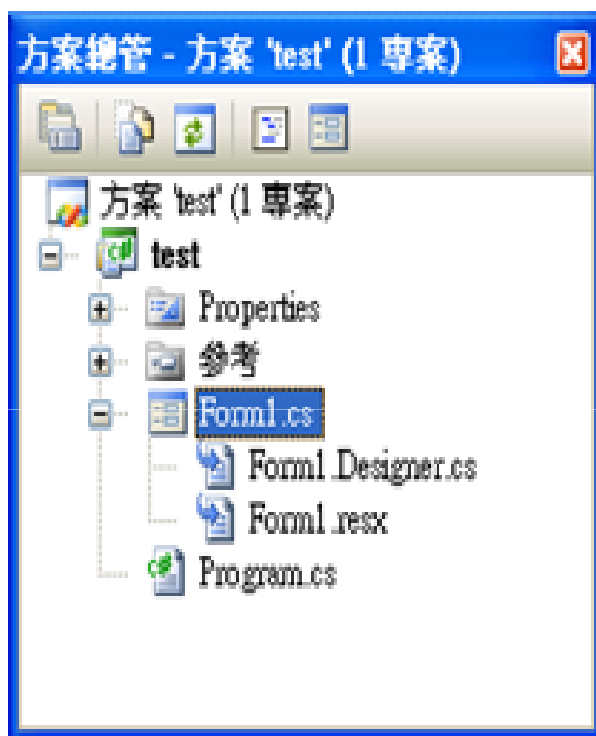 方案總管 - 方案 'test' (1 專案)
方案 'test' (1 專案)
test
Properties
參考
Form1.cs
Form1.Designer.cs
Form1.resx
Program.cs